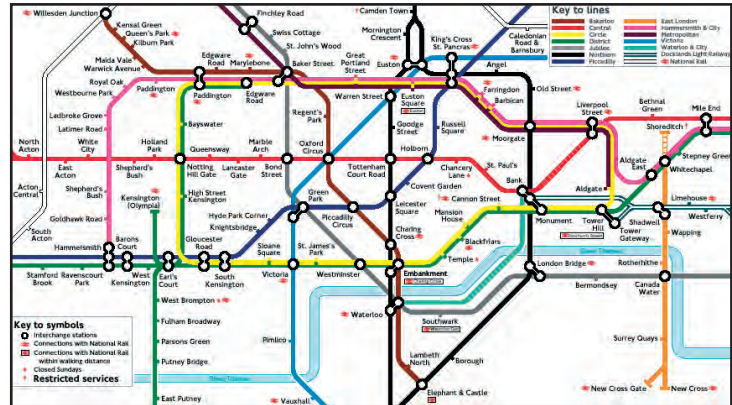 Willesden Junction
Kensal Green
Queen's Park
Kilburn Park
Maida Vale
Warwick Avenue
Royal Oak
Westbourne Park
Ladbroke Grove
Latimer Road
Edgware
Road
Marylebone
Paddington
Paddington
Edgware
Road
Finchley Road
Swiss Cottage
St. John's Wood
Baker Street
Great
Portland
Street
†Camden Town
Mornington
Crescent
Euston
King's Cross
St. Pancras
Caledonian
Road &
Barnsbury
Angel
Warren Street
Euston
Square
Farringdon
Barbican
Old Street
Key to lines
Bakerloo
Central
Circle
District
Jubilee
Northern
Piccadilly
East London
Hammersmith & City
Metropolitan
Victoria
Waterloo & City
Docklands Light Railway
National Rail
Liverpool
Street
Bethnal
Green
Mile End
Shoreditch †
Stepney Green
Whitechapel
Aldgate
East
Aldgate
Moorgate
Russell
Square
Goodge
Street
Regent's
Park
Bayswater
North
Acton
East
Acton
White
City
Shepherd's
Bush
Holland
Park
Notting
Hill Gate
Queensway
Lancaster
Gate
Marble
Arch
Bond
Street
Oxford
Circus
Tottenham
Court Road
Holborn
Chancery
Lane †
St. Paul's
Bank
Acton
Central
South
Acton
Shepherd's
Bush
Goldhawk Road
Kensington
(Olympia)
High Street
Kensington
Hyde Park Corner
Knightsbridge
Green
Park
Piccadilly
Circus
Covent Garden
Leicester
Square
Charing
Cross
† Cannon Street
Mansion
House
Blackfriars
Temple †
Monument
Tower
Hill
Fenchurch Street
Tower
Gateway
Shadwell
Limehouse
Westferry
Wapping
Rotherhithe
Canada
Water
Surrey Quays
New Cross Gate
New Cross
Hammersmith
Barons
Court
Gloucester
Road
Stamford
Brook
Ravenscourt
Park
West
Kensington
Earl's
Court
South
Kensington
Sloane
Square
Victoria
St. James's
Park
Westminster
Embankment
Charing Cross
River Thames
London Bridge
Bermondsey
Waterloo
Southwark
Waterloo East
Lambeth
North
Borough
Elephant & Castle
Pimlico
Vauxhall
River Thames
West Brompton
Fulham Broadway
Parsons Green
Putney Bridge
East Putney
Key to symbols
Interchange stations
Connections with National Rail
Connections with National Rail
within walking distance
† Closed Sundays
† Restricted services